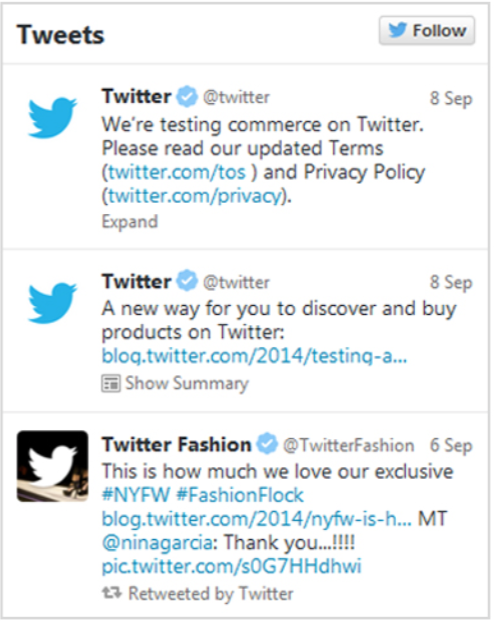 Tweets
Follow
Twitter @twitter 8 Sep
We're testing commerce on Twitter.
Please read our updated Terms
(twitter.com/tos ) and Privacy Policy
(twitter.com/privacy).
Expand
Twitter @twitter 8 Sep
A new way for you to discover and buy
products on Twitter:
blog.twitter.com/2014/testing-a...
Show Summary
Twitter Fashion @TwitterFashion 6 Sep
This is how much we love our exclusive
#NYFW #FashionFlock
blog.twitter.com/2014/nyfw-is-h... MT
@ninagarcia: Thank you...!!!!
pic.twitter.com/s0G7HHdhwi
Retweeted by Twitter